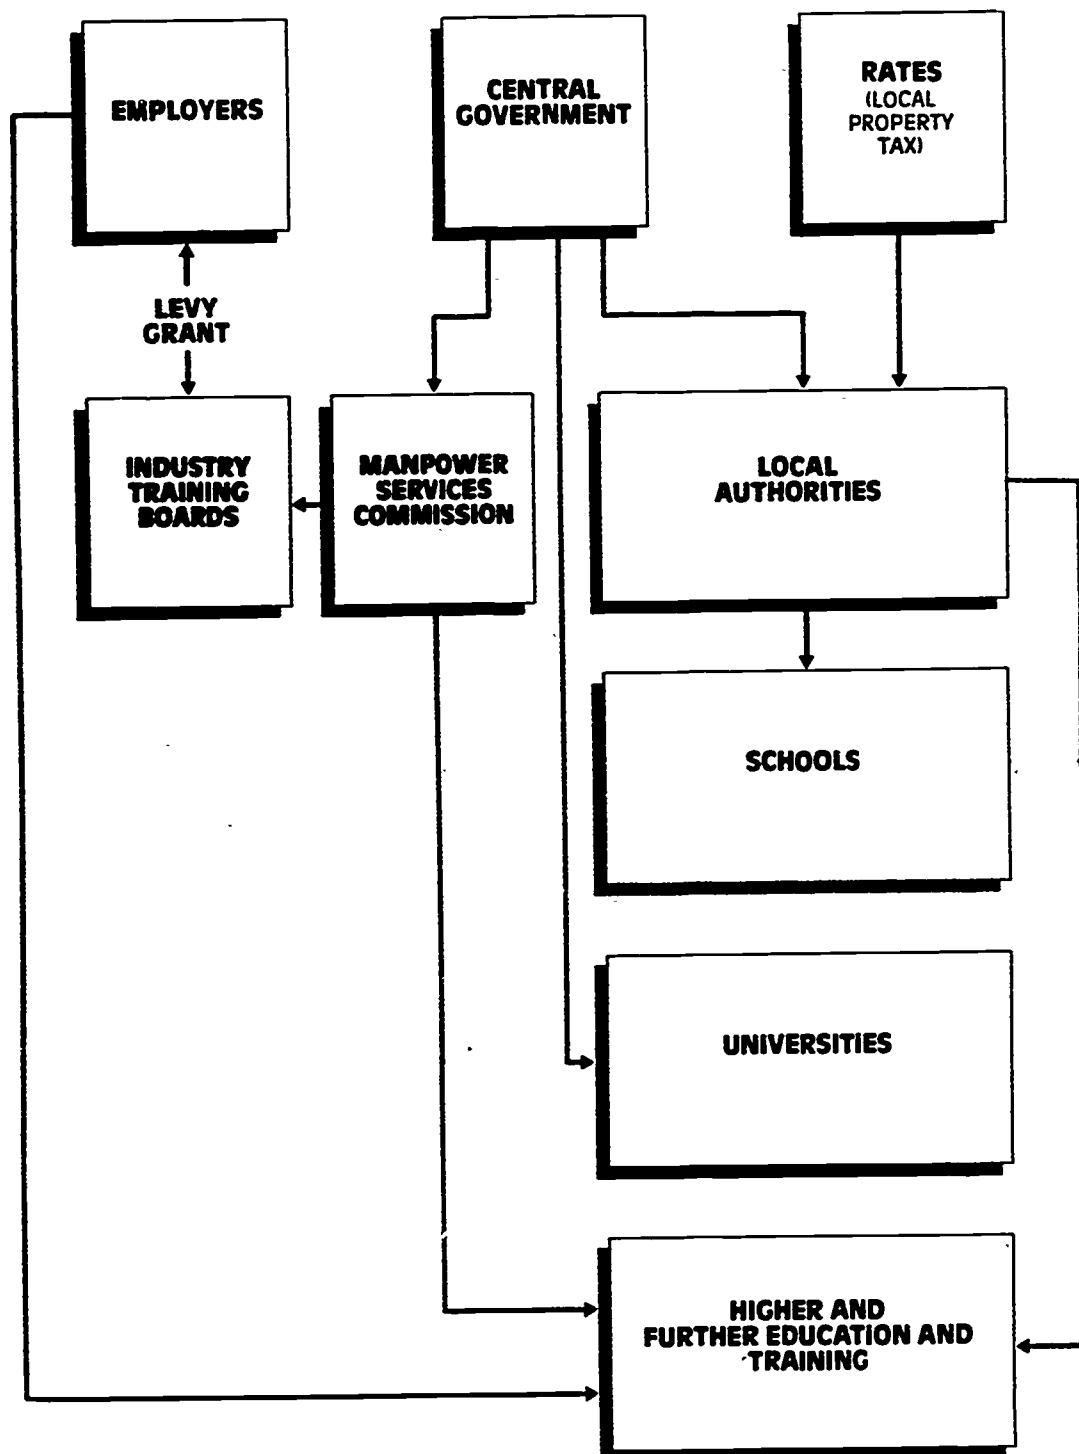 EMPLOYERS
CENTRAL
GOVERNMENT
RATES
(LOCAL
PROPERTY
TAX)
LEVY
GRANT
INDUSTRY
TRAINING
BOARDS
MANPOWER
SERVICES
COMMISSION
LOCAL
AUTHORITIES
SCHOOLS
UNIVERSITIES
HIGHER AND
FURTHER EDUCATION AND
TRAINING